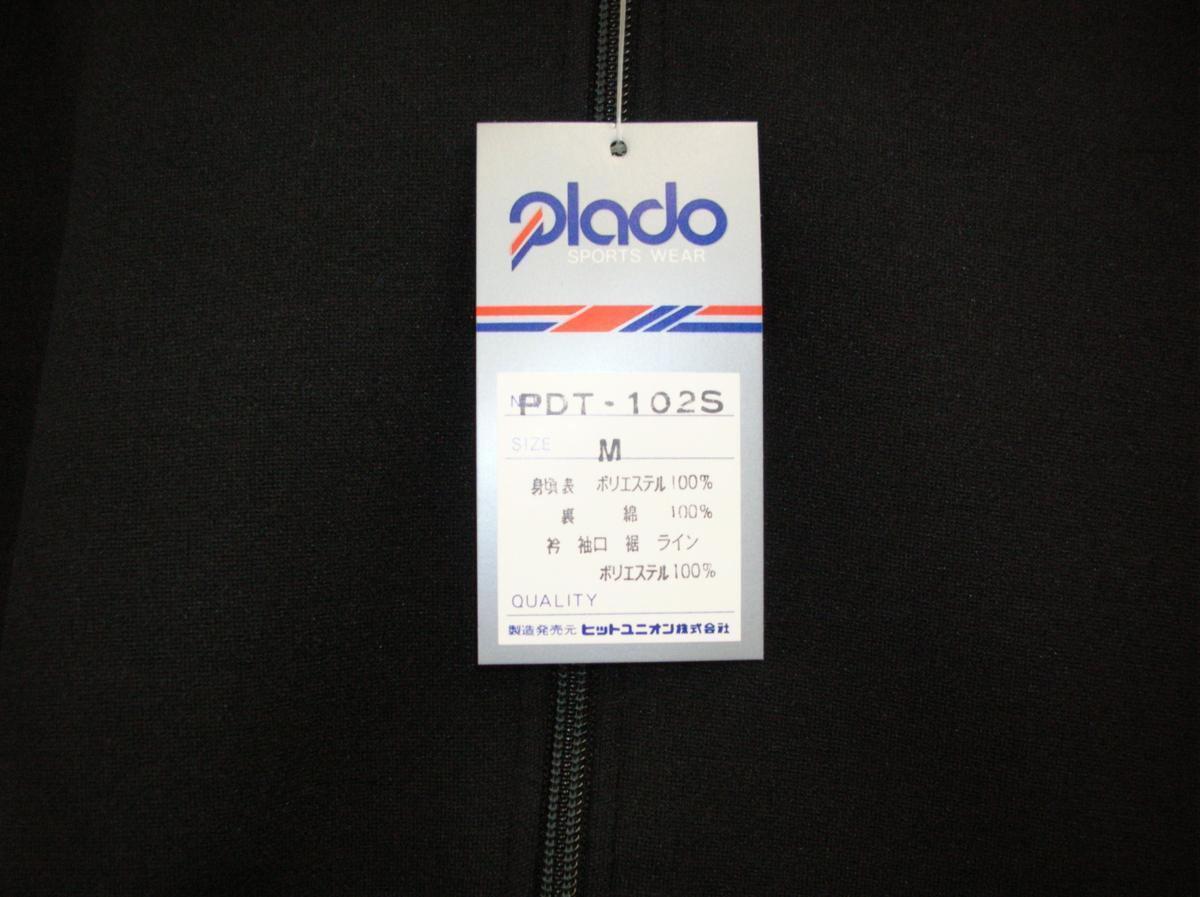 plado
SPORTS WEAR
No. PDT-102S
SIZE M
身頃表 ポリエステル100%
裏 綿 100%
衿 袖口 裾 ライン
ポリエステル100%
QUALITY
製造発売元 ヒットユニオン株式会社